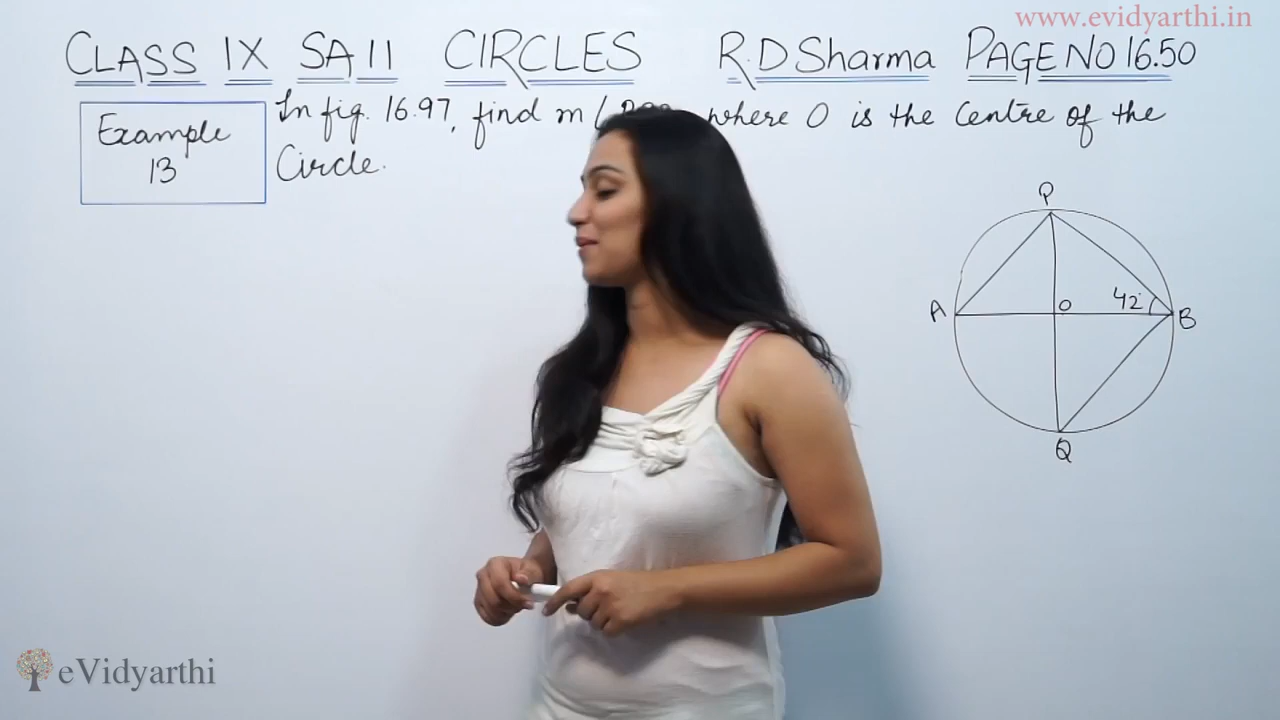 www.evidyarthi.in
CLASS IX SA II CIRCLES R.D Sharma PAGE NO 16.50
Example
13
In fig. 16.97, find m∠ where O is the centre of the
Circle.
P
A O 42° B
Q
eVidyarthi